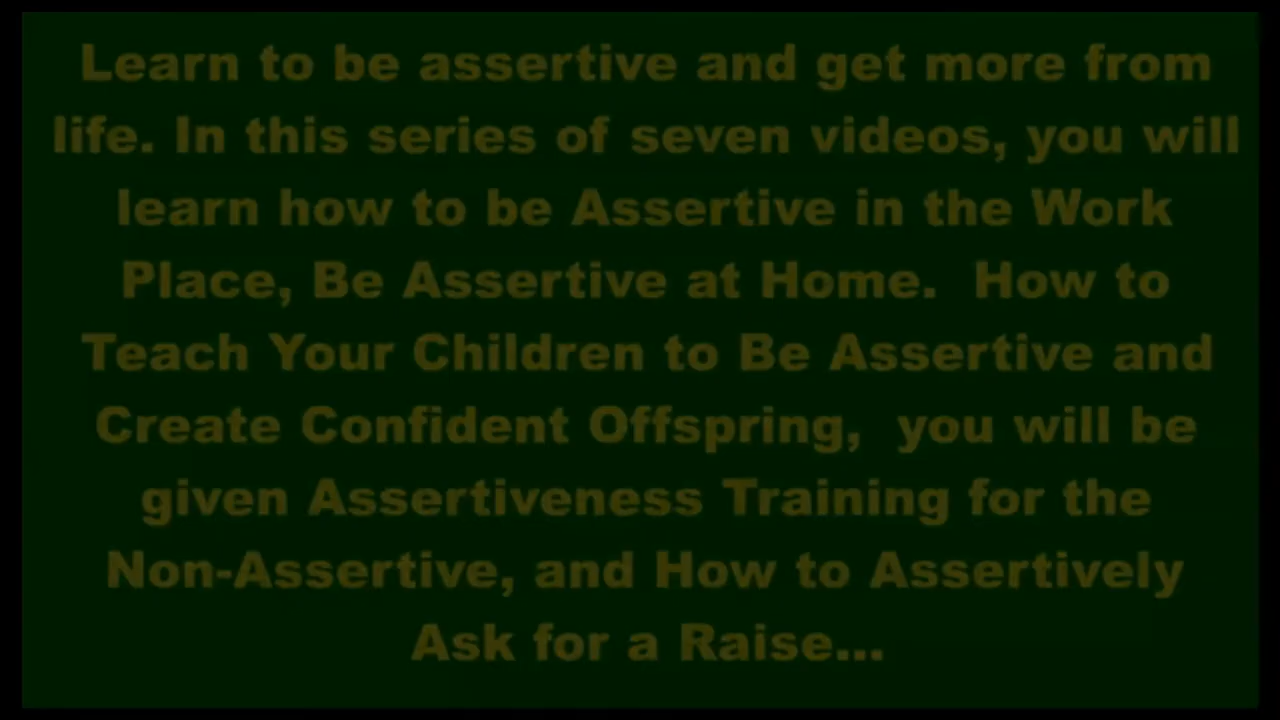 Learn to be assertive and get more from
life. In this series of seven videos, you will
learn how to be Assertive in the Work
Place, Be Assertive at Home.  How to
Teach Your Children to Be Assertive and
Create Confident Offspring,  you will be
given Assertiveness Training for the
Non-Assertive, and How to Assertively
Ask for a Raise...